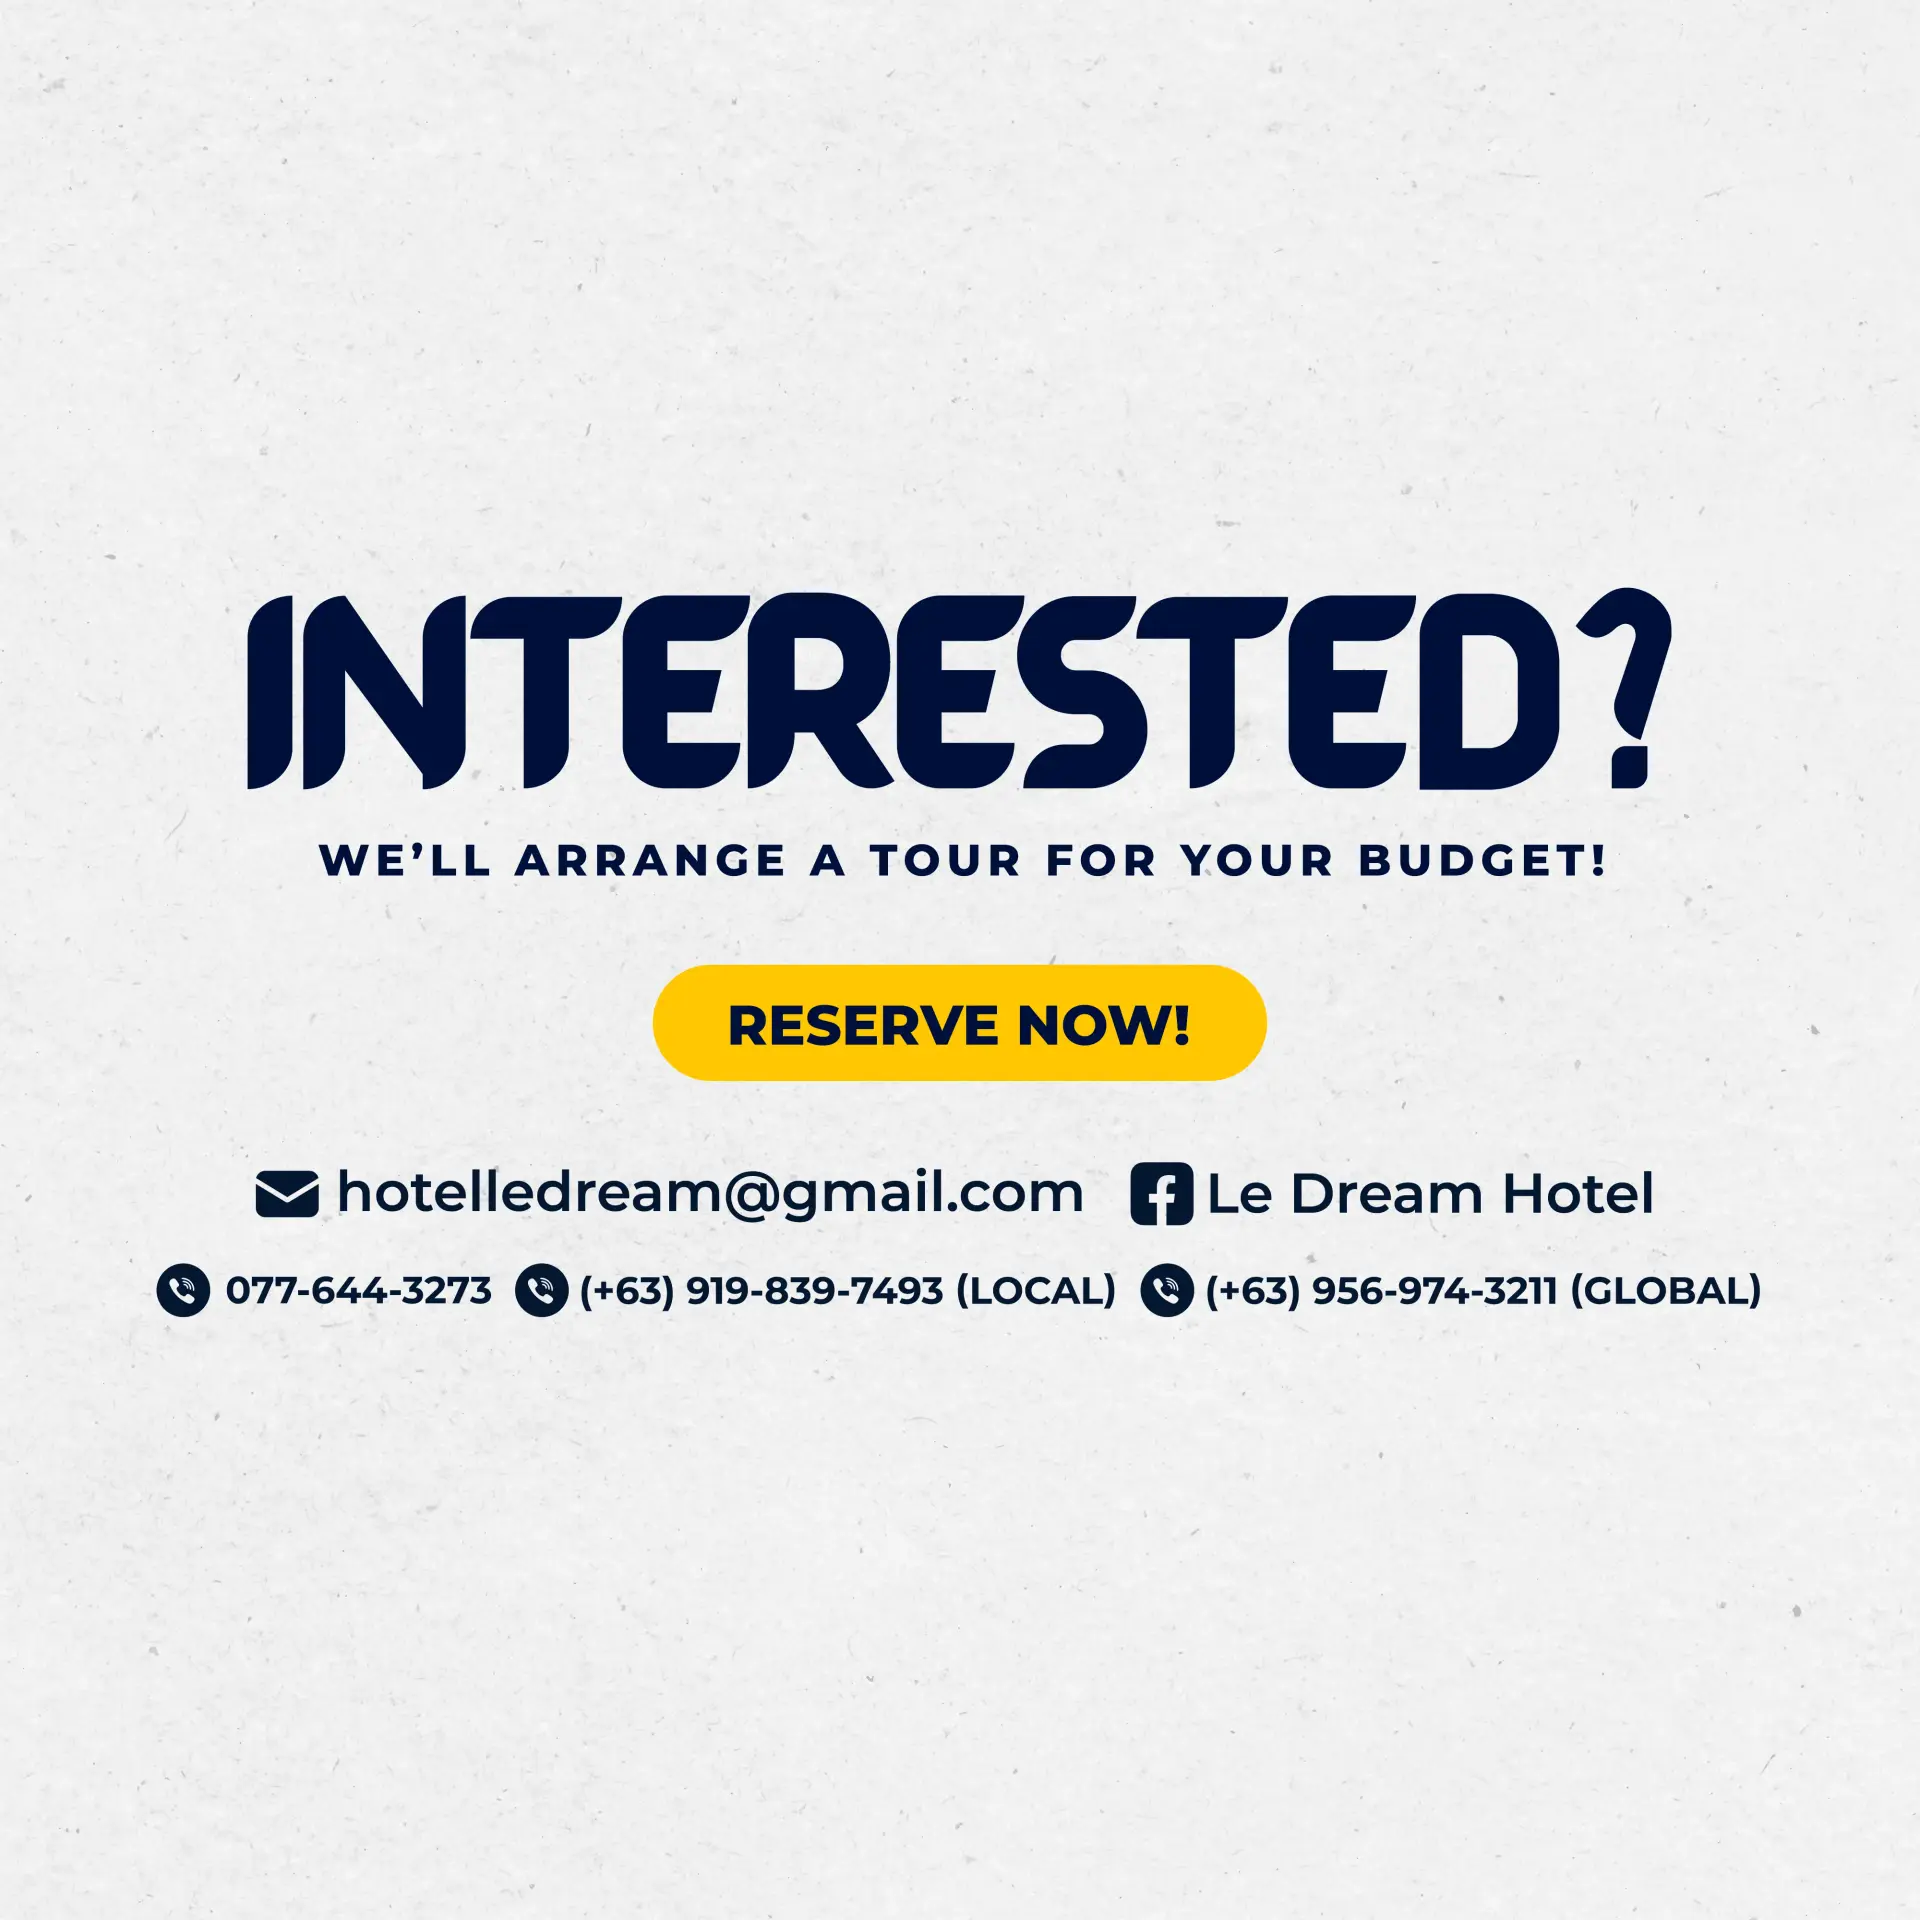 INTERESTED?
WE’LL ARRANGE A TOUR FOR YOUR BUDGET!
RESERVE NOW!
hotelledream@gmail.com Le Dream Hotel
077-644-3273 (+63) 919-839-7493 (LOCAL) (+63) 956-974-3211 (GLOBAL)